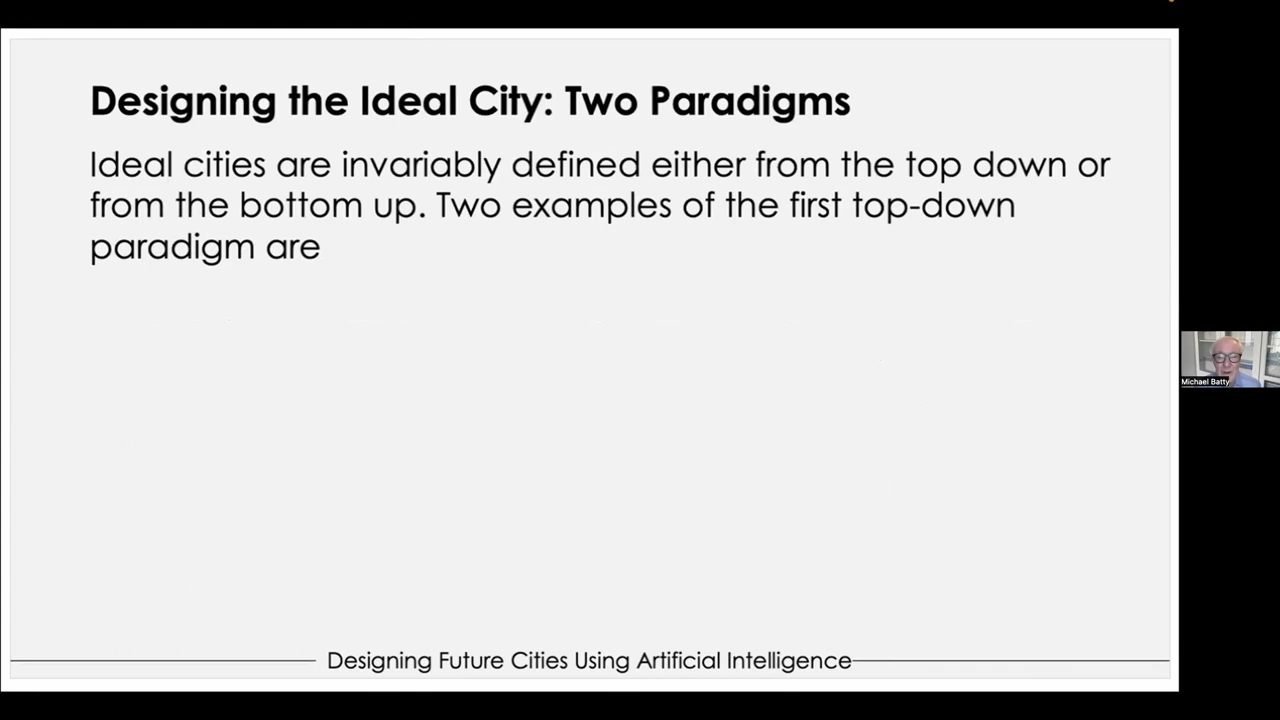 Designing the Ideal City: Two Paradigms
Ideal cities are invariably defined either from the top down or
from the bottom up. Two examples of the first top-down
paradigm are
Michael Batty
Designing Future Cities Using Artificial Intelligence